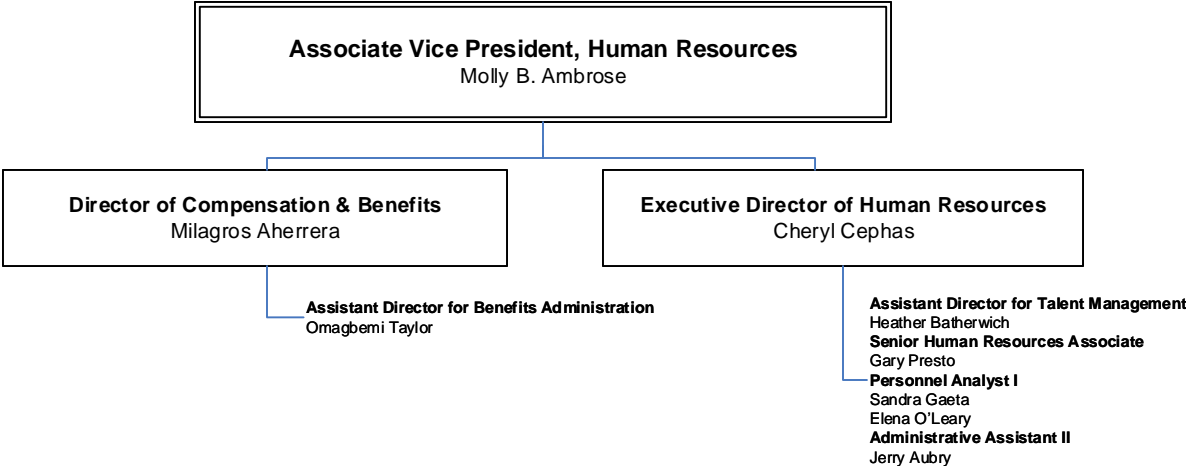 Associate Vice President, Human Resources
Molly B. Ambrose
Director of Compensation & Benefits
Milagros Aherrera
Executive Director of Human Resources
Cheryl Cephas
Assistant Director for Benefits Administration
Omagbemi Taylor
Assistant Director for Talent Management
Heather Batherwich
Senior Human Resources Associate
Gary Presto
Personnel Analyst I
Sandra Gaeta
Elena O’Leary
Administrative Assistant II
Jerry Aubry